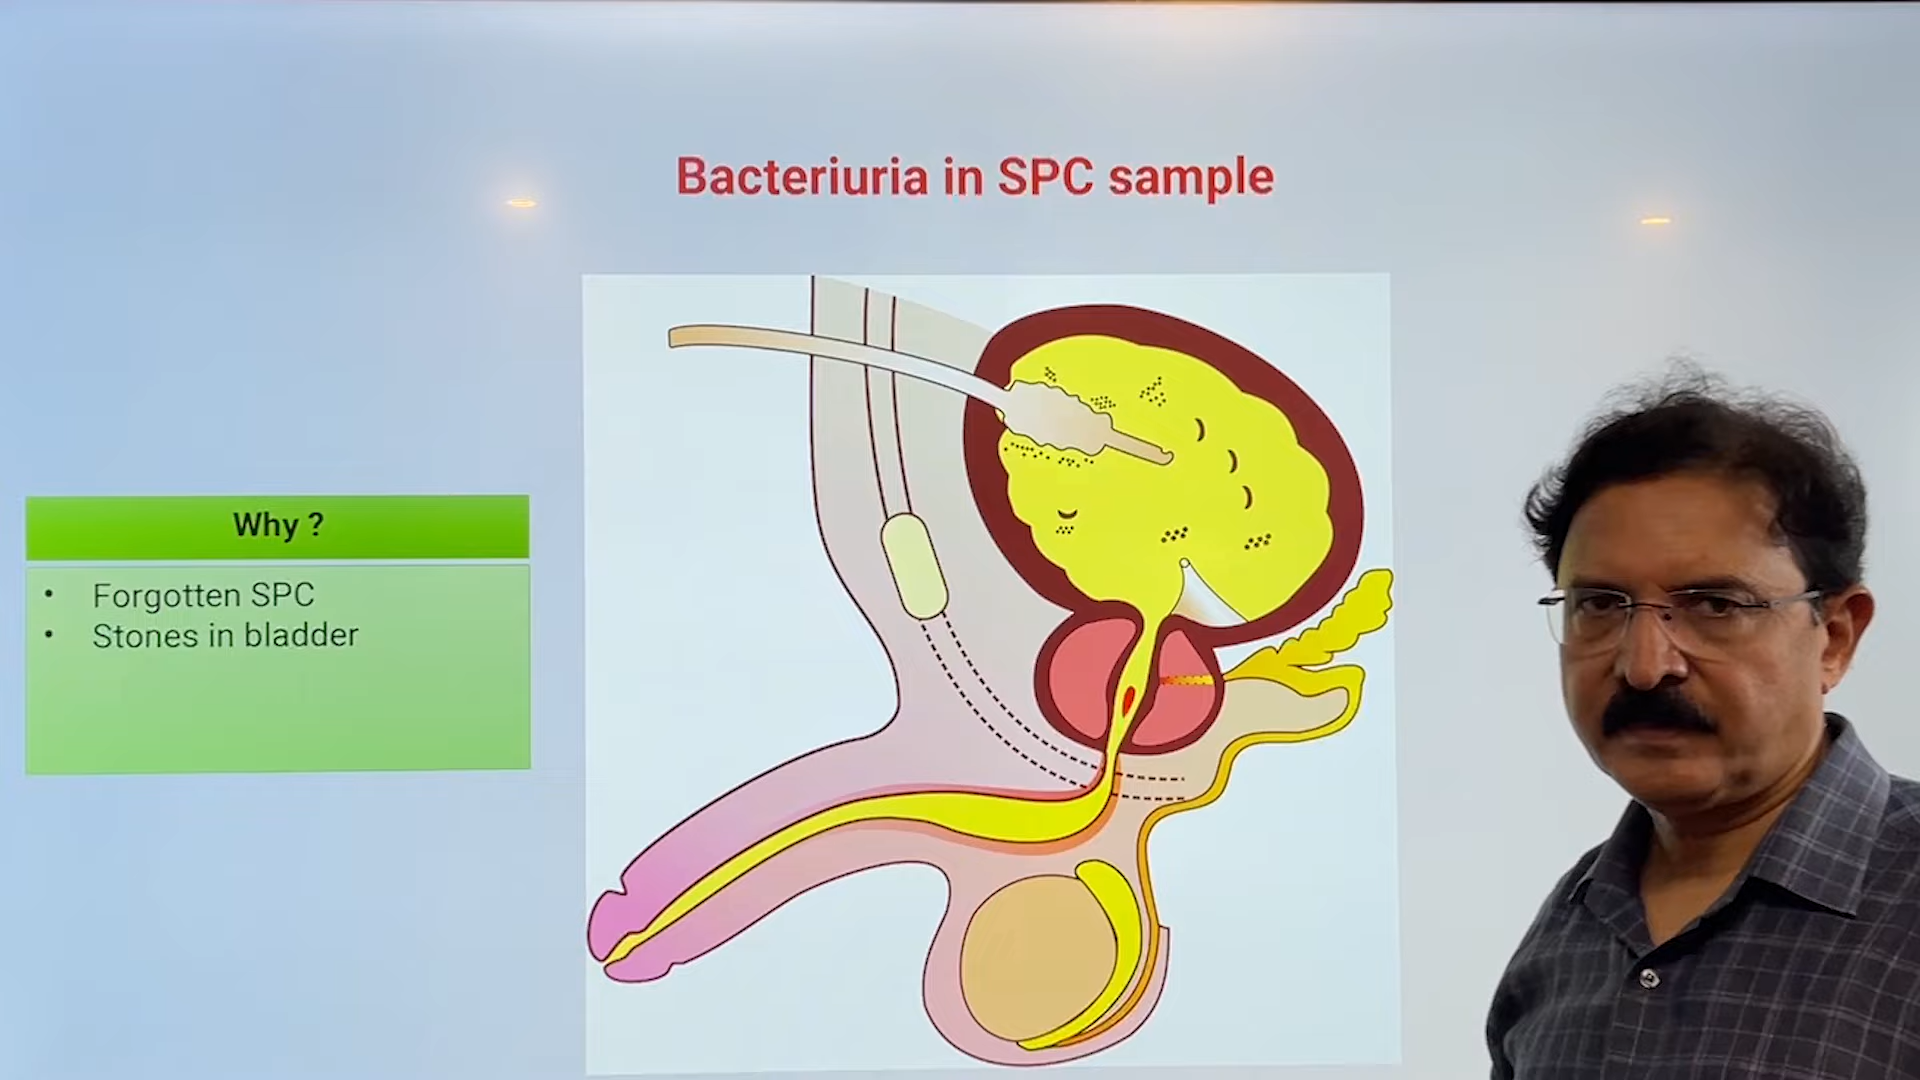 Bacteriuria in SPC sample
Why ?
• Forgotten SPC
• Stones in bladder